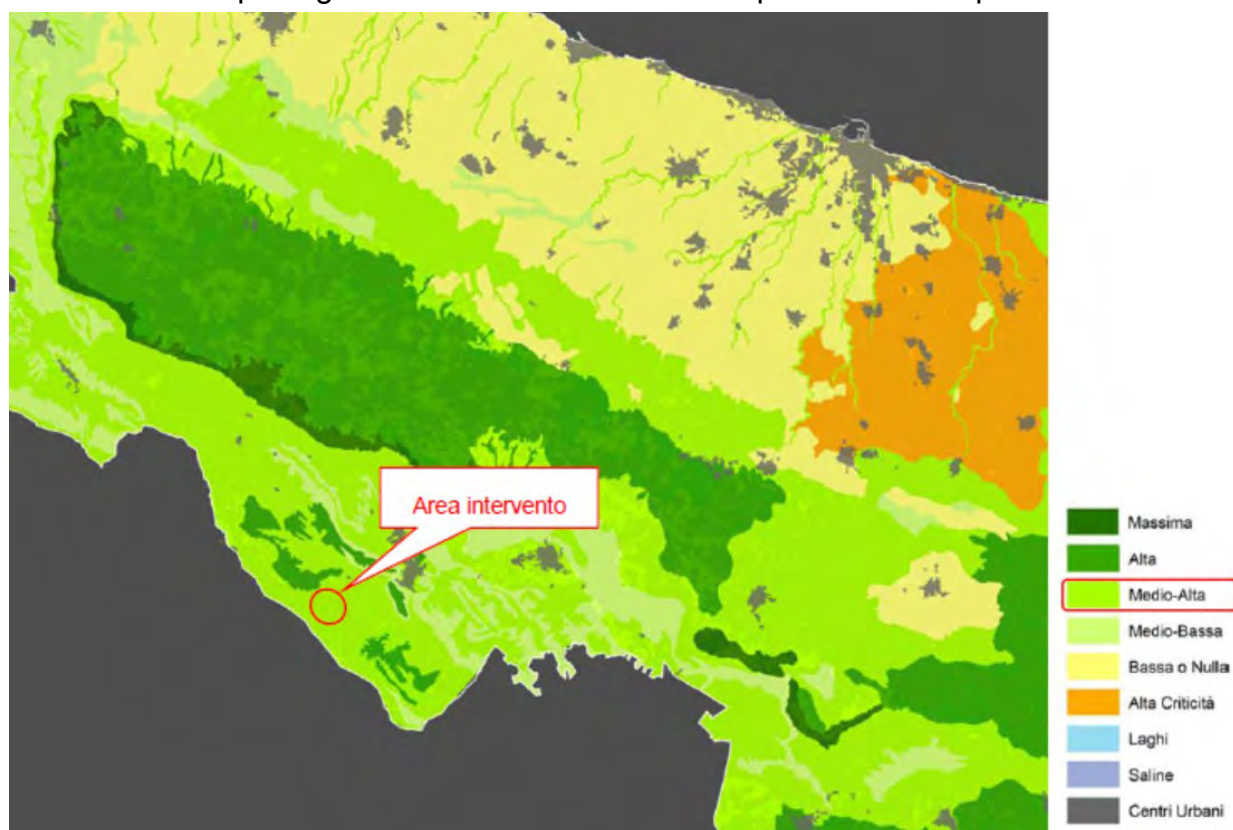 Area intervento
Massima
Alta
Medio-Alta
Medio-Bassa
Bassa o Nulla
Alta Criticità
Laghi
Saline
Centri Urbani